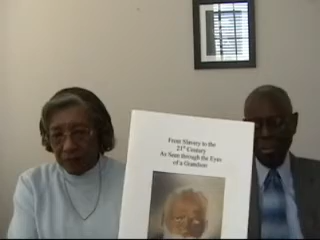 From Slavery to the
21st Century
As Seen through the Eyes
of a Grandson